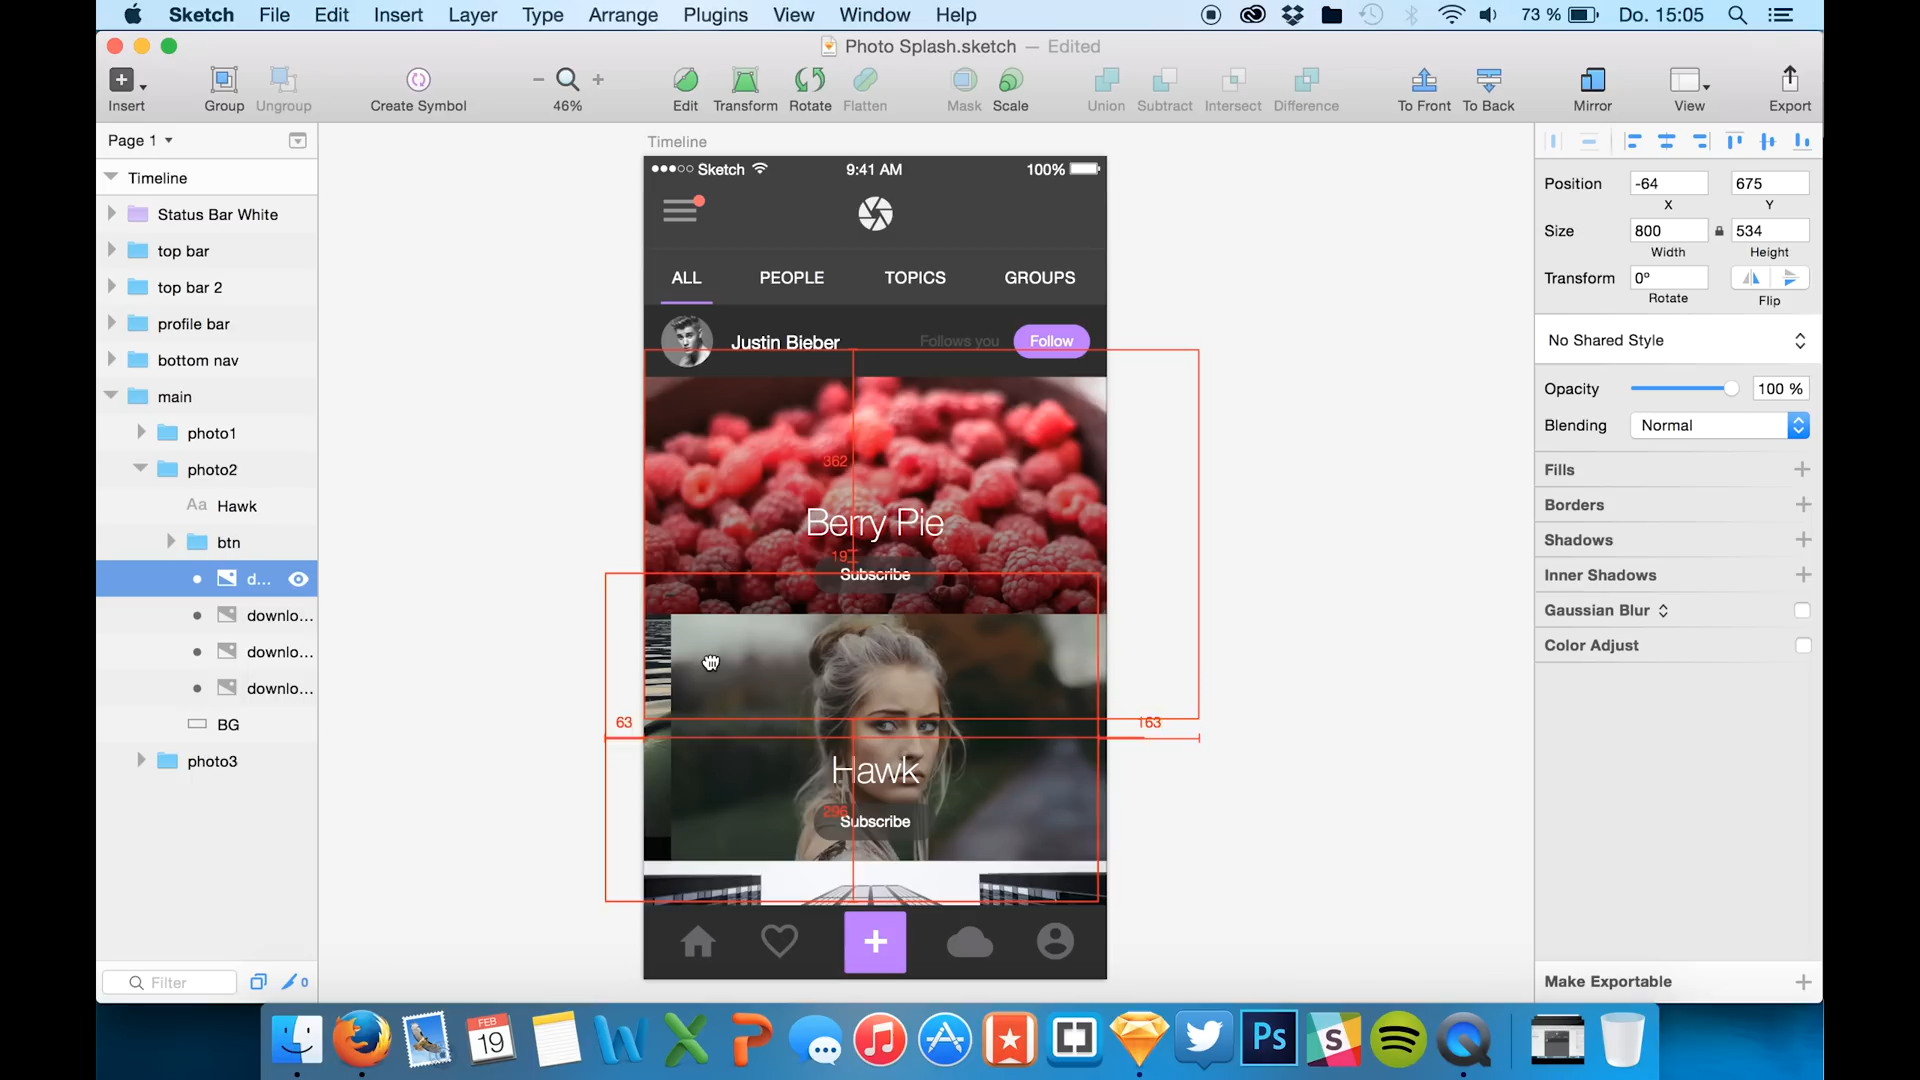 Sketch File Edit Insert Layer Type Arrange Plugins View Window Help
73 % Do. 15:05
Photo Splash.sketch — Edited
Insert Group Ungroup Create Symbol 46% Edit Transform Rotate Flatten Mask Scale Union Subtract Intersect Difference To Front To Back Mirror View Export
Page 1
Timeline
Status Bar White
top bar
top bar 2
profile bar
bottom nav
main
photo1
photo2
Aa Hawk
btn
d...
downlo...
downlo...
downlo...
BG
photo3
Filter
0
Timeline
Sketch 9:41 AM 100%
ALL PEOPLE TOPICS GROUPS
Justin Bieber Follows you Follow
362
Berry Pie
19
Subscribe
63 163
Hawk
296
Subscribe
+
Position -64 675
X Y
Size 800 534
Width Height
Transform 0º
Rotate Flip
No Shared Style
Opacity 100 %
Blending Normal
Fills
Borders
Shadows
Inner Shadows
Gaussian Blur
Color Adjust
Make Exportable
FEB
19
Ps
S